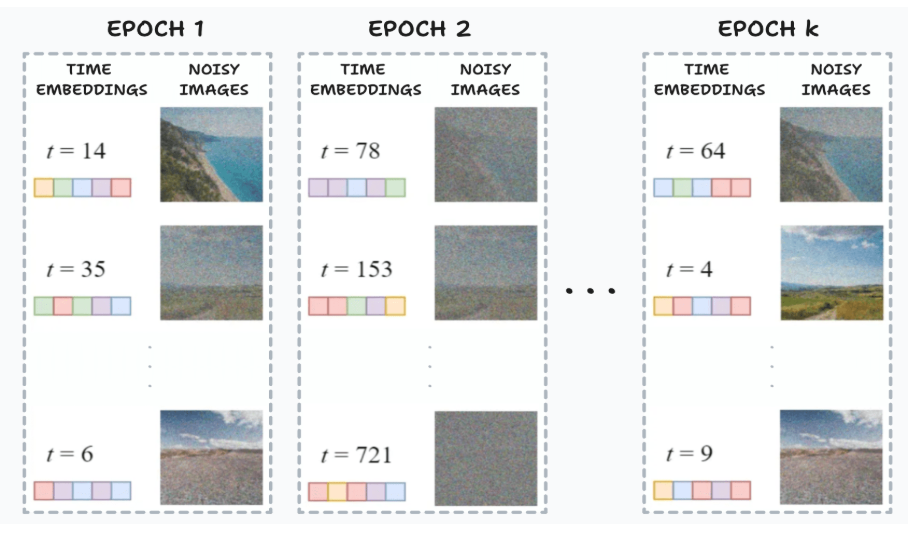 EPOCH 1
TIME EMBEDDINGS
NOISY IMAGES
t = 14
t = 35
t = 6
EPOCH 2
TIME EMBEDDINGS
NOISY IMAGES
t = 78
t = 153
t = 721
. . .
EPOCH k
TIME EMBEDDINGS
NOISY IMAGES
t = 64
t = 4
t = 9